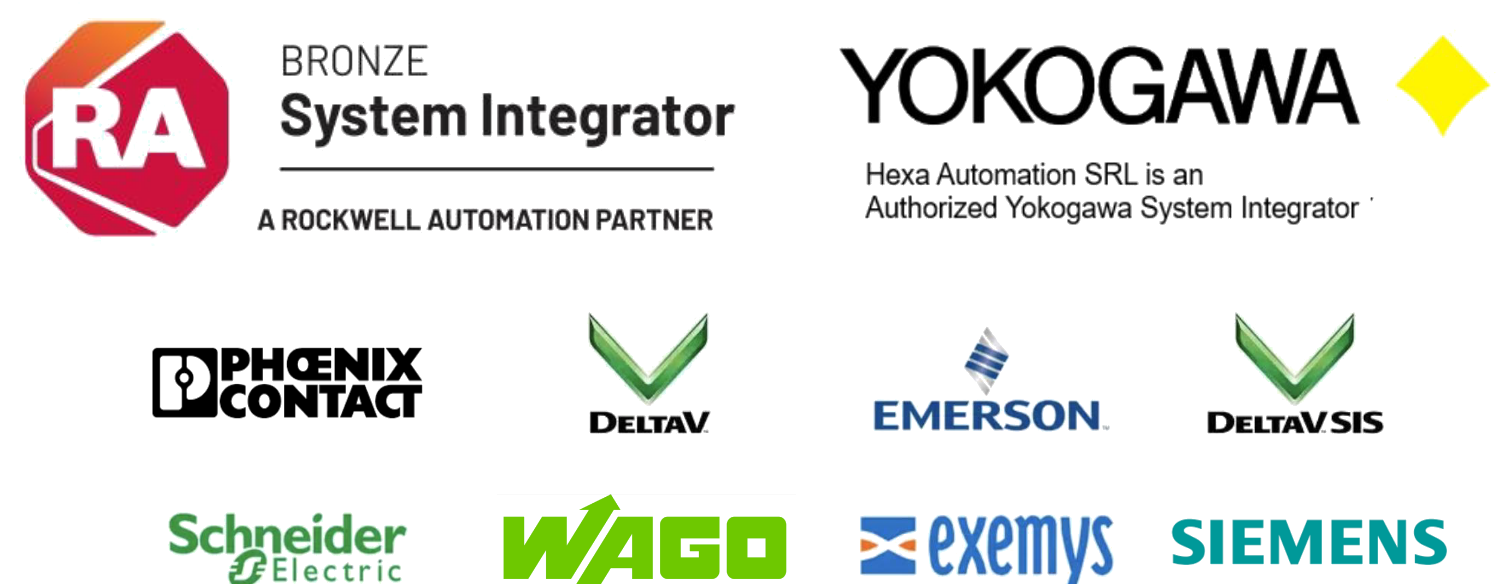 RA
BRONZE
System Integrator
A ROCKWELL AUTOMATION PARTNER
YOKOGAWA
Hexa Automation SRL is an
Authorized Yokogawa System Integrator
PHŒNIX
CONTACT
DELTAV
EMERSON
DELTAV SIS
Schneider
Electric
WAGO
exemys
SIEMENS